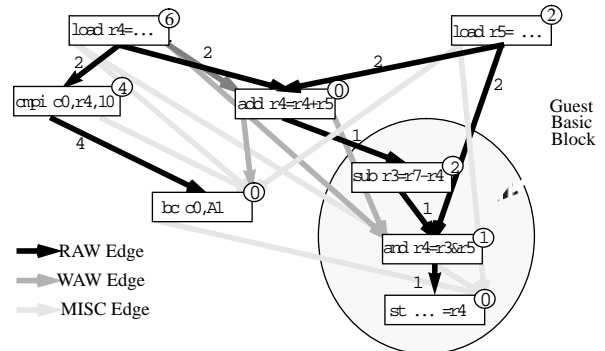 load r4=...
6
load r5= ...
2
2
2
2
2
cmpi c0,r4,10
4
add r4=r4+r5
0
Guest
Basic
Block
4
1
sub r3=r7-r4
2
bc c0,A1
0
1
and r4=r3&r5
1
RAW Edge
WAW Edge
1
st ... =r4
0
MISC Edge